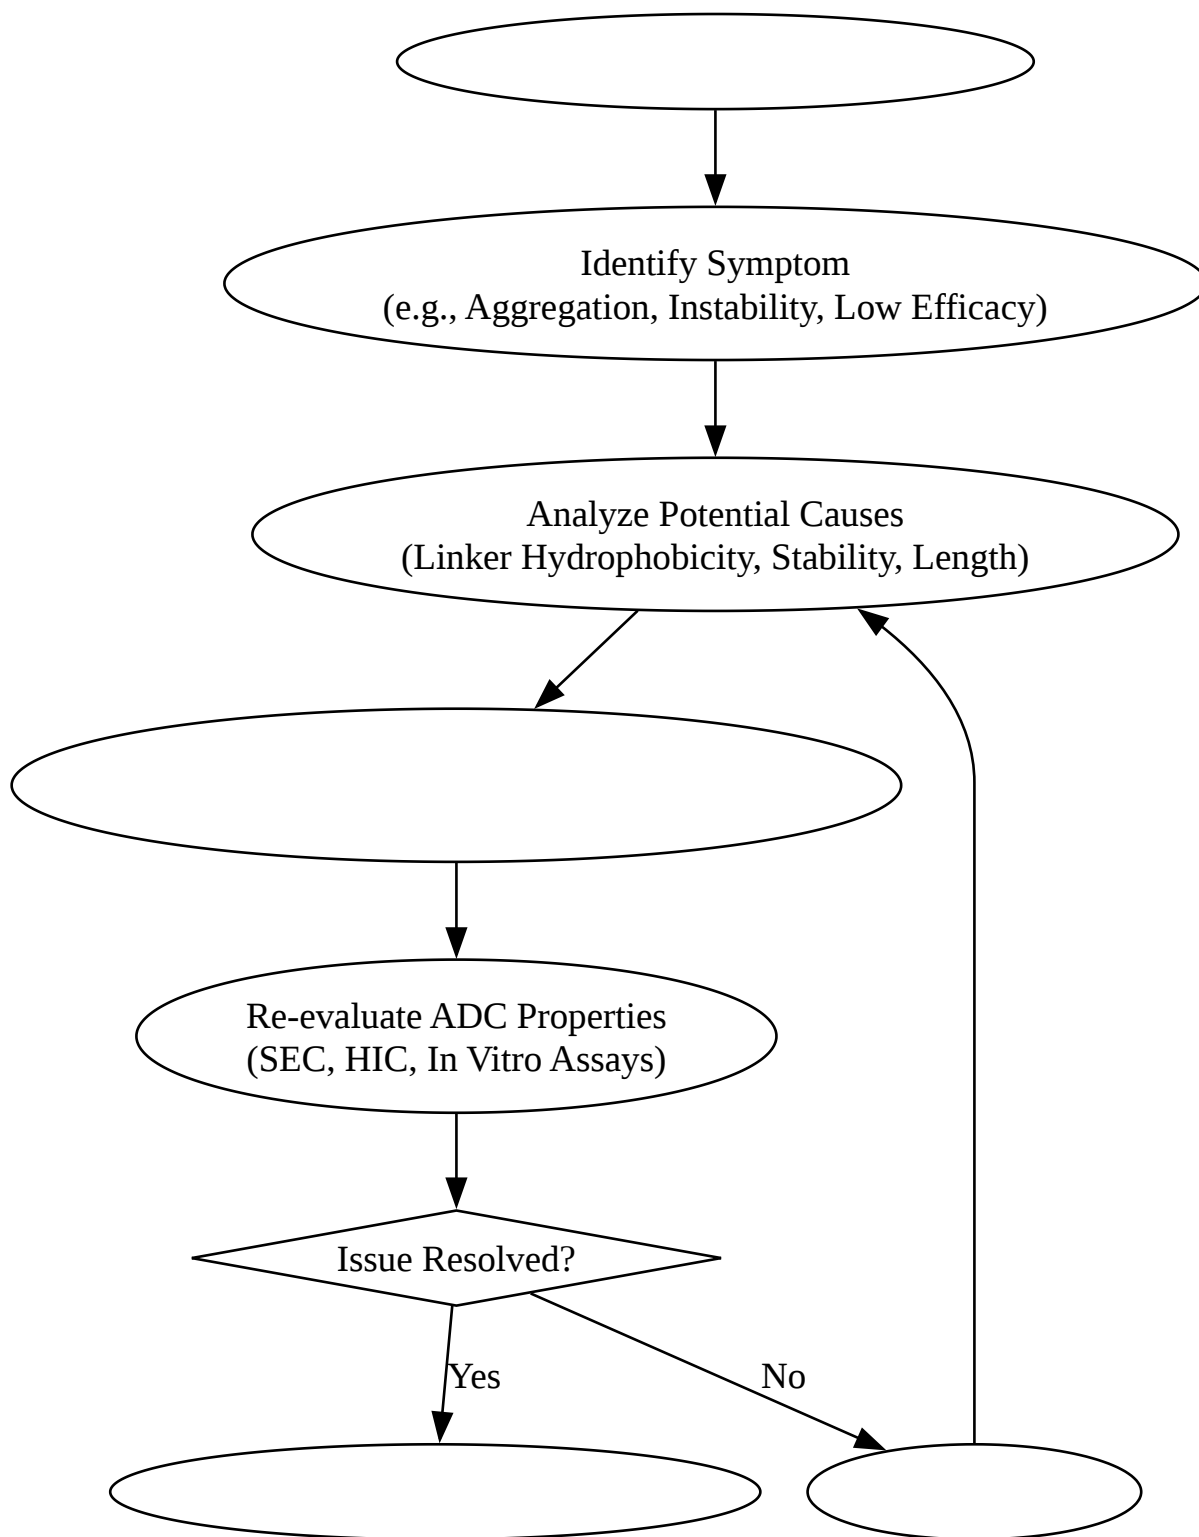 Identify Symptom
(e.g., Aggregation, Instability, Low Efficacy)
Analyze Potential Causes
(Linker Hydrophobicity, Stability, Length)
Re-evaluate ADC Properties
(SEC, HIC, In Vitro Assays)
Issue Resolved?
Yes
No